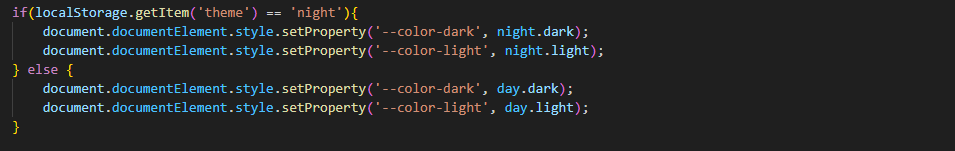 if(localStorage.getItem('theme') == 'night'){
    document.documentElement.style.setProperty('--color-dark', night.dark);
    document.documentElement.style.setProperty('--color-light', night.light);
} else {
    document.documentElement.style.setProperty('--color-dark', day.dark);
    document.documentElement.style.setProperty('--color-light', day.light);
}